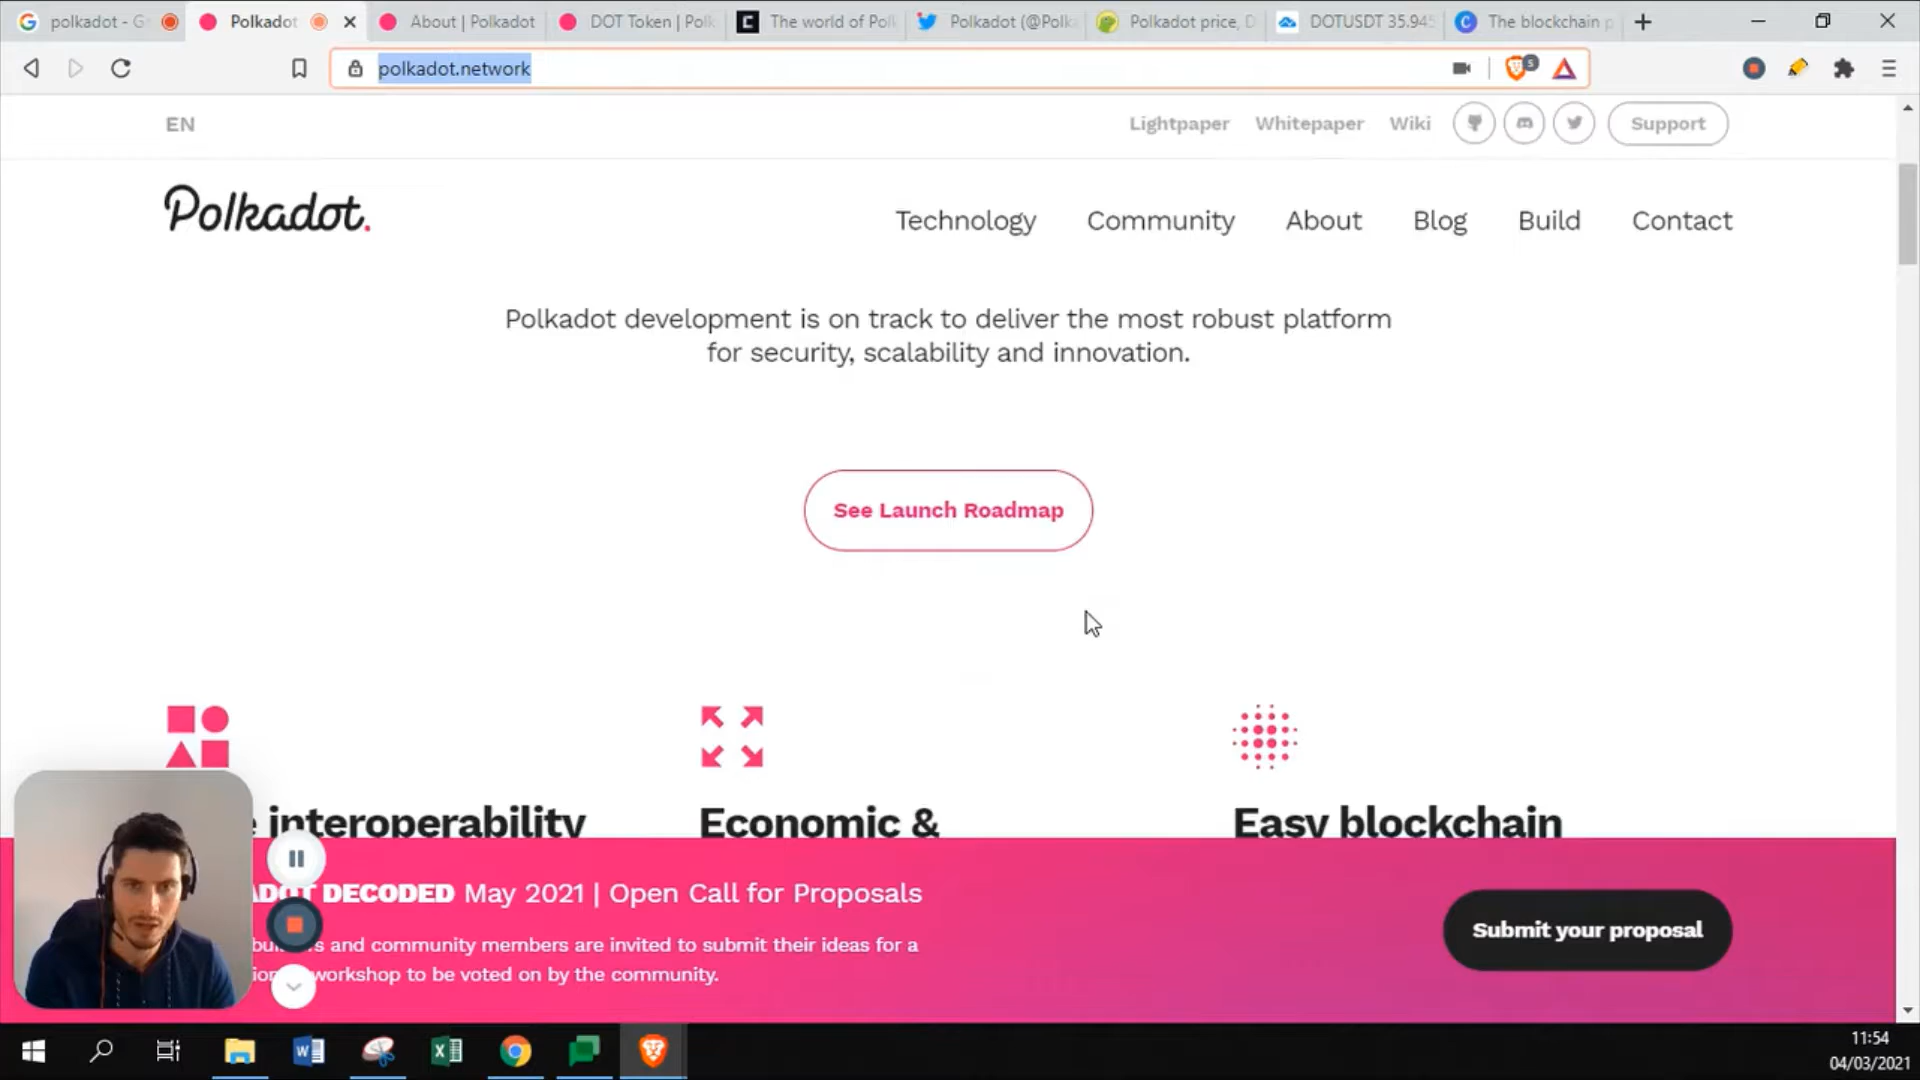 polkadot - G
Polkadot
About | Polkadot
DOT Token | Polk
The world of Polk
Polkadot (@Polka
Polkadot price, D
DOTUSDT 35.945
The blockchain p
polkadot.network
5
EN
Lightpaper
Whitepaper
Wiki
Support
Polkadot.
Technology
Community
About
Blog
Build
Contact
Polkadot development is on track to deliver the most robust platform
for security, scalability and innovation.
See Launch Roadmap
interoperability
Economic &
Easy blockchain
DECODED May 2021 | Open Call for Proposals
and community members are invited to submit their ideas for a
workshop to be voted on by the community.
Submit your proposal
11:54
04/03/2021